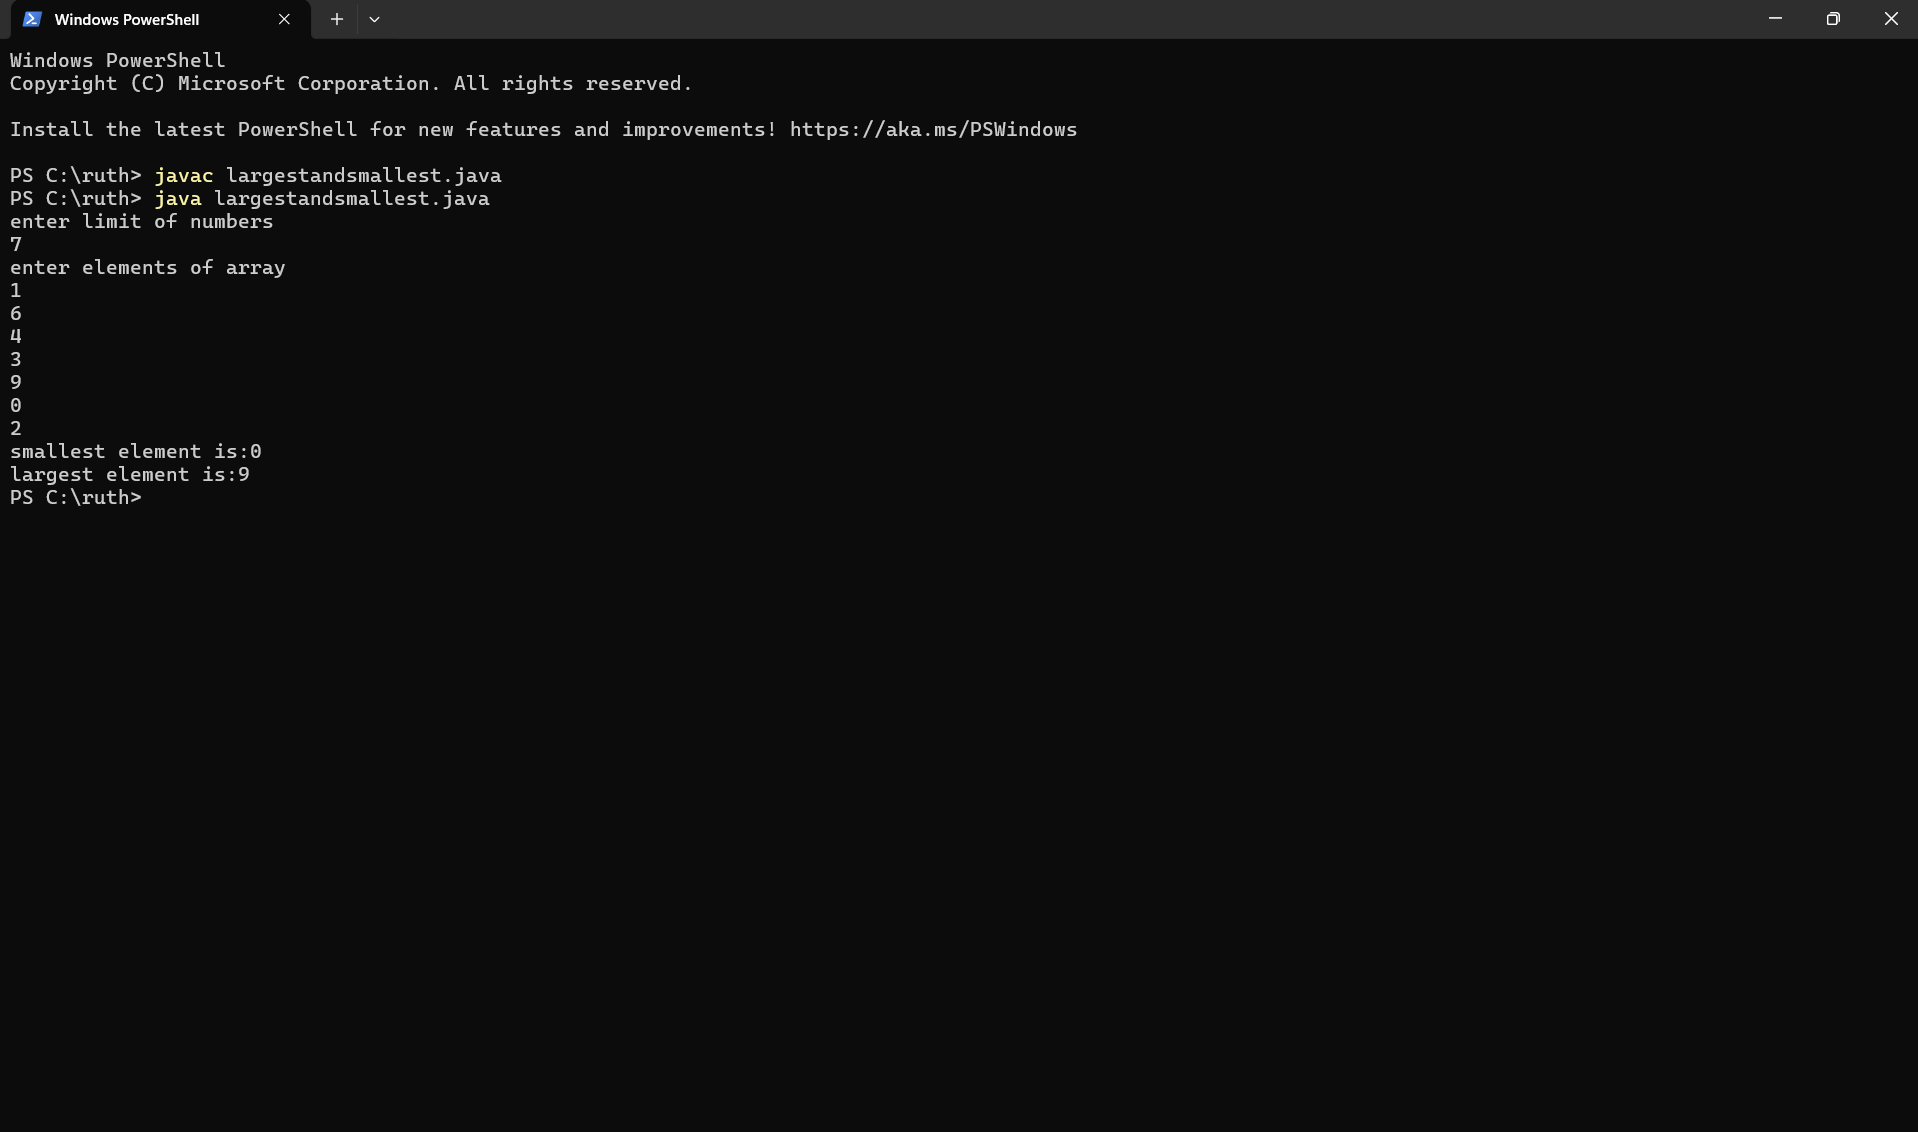 Windows PowerShell
Windows PowerShell
Copyright (C) Microsoft Corporation. All rights reserved.
Install the latest PowerShell for new features and improvements! https://aka.ms/PSWindows
PS C:\ruth> javac largestandsmallest.java
PS C:\ruth> java largestandsmallest.java
enter limit of numbers
7
enter elements of array
1
6
4
3
9
0
2
smallest element is:0
largest element is:9
PS C:\ruth>